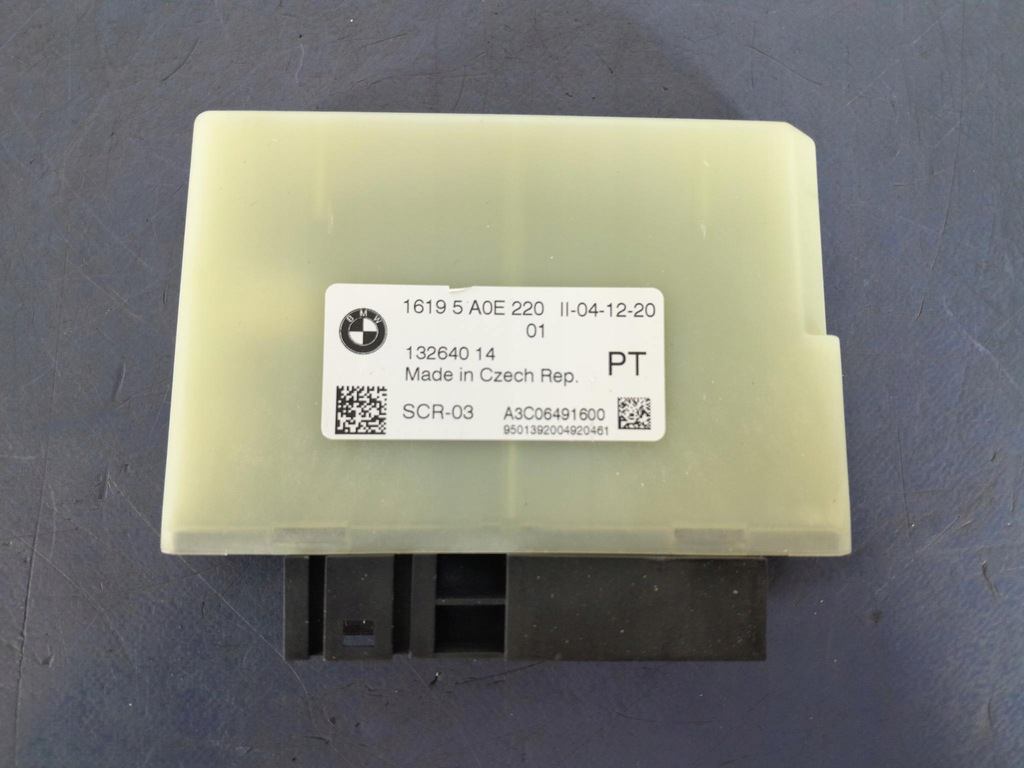 BMW
1619 5 A0E 220 II-04-12-20
01
132640 14
PT
Made in Czech Rep.
SCR-03 A3C06491600
9501392004920461